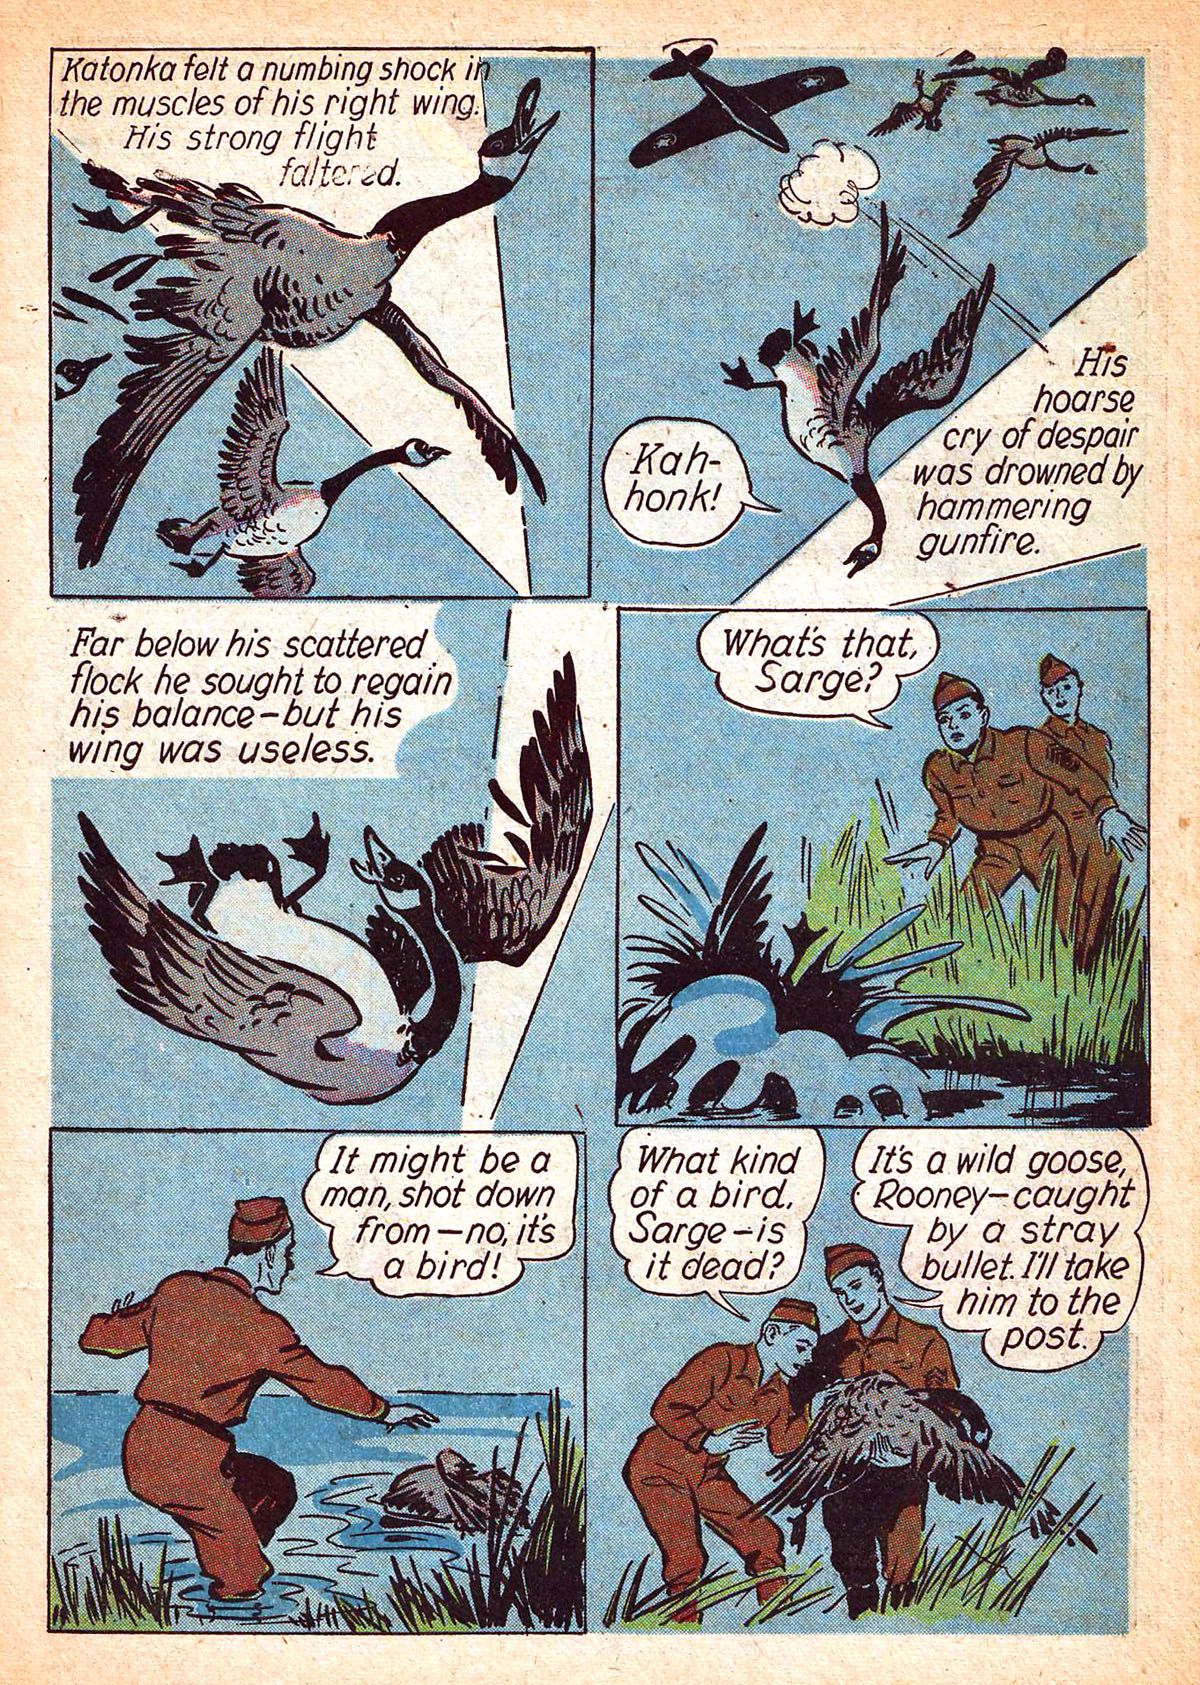 Katonka felt a numbing shock in
the muscles of his right wing.
His strong flight
faltered.
Kah-
honk!
His
hoarse
cry of despair
was drowned by
hammering
gunfire.
Far below his scattered
flock he sought to regain
his balance—but his
wing was useless.
What's that,
Sarge?
It might be a
man, shot down
from—no, it's
a bird!
What kind
of a bird,
Sarge—is
it dead?
It's a wild goose,
Rooney—caught
by a stray
bullet. I'll take
him to the
post.